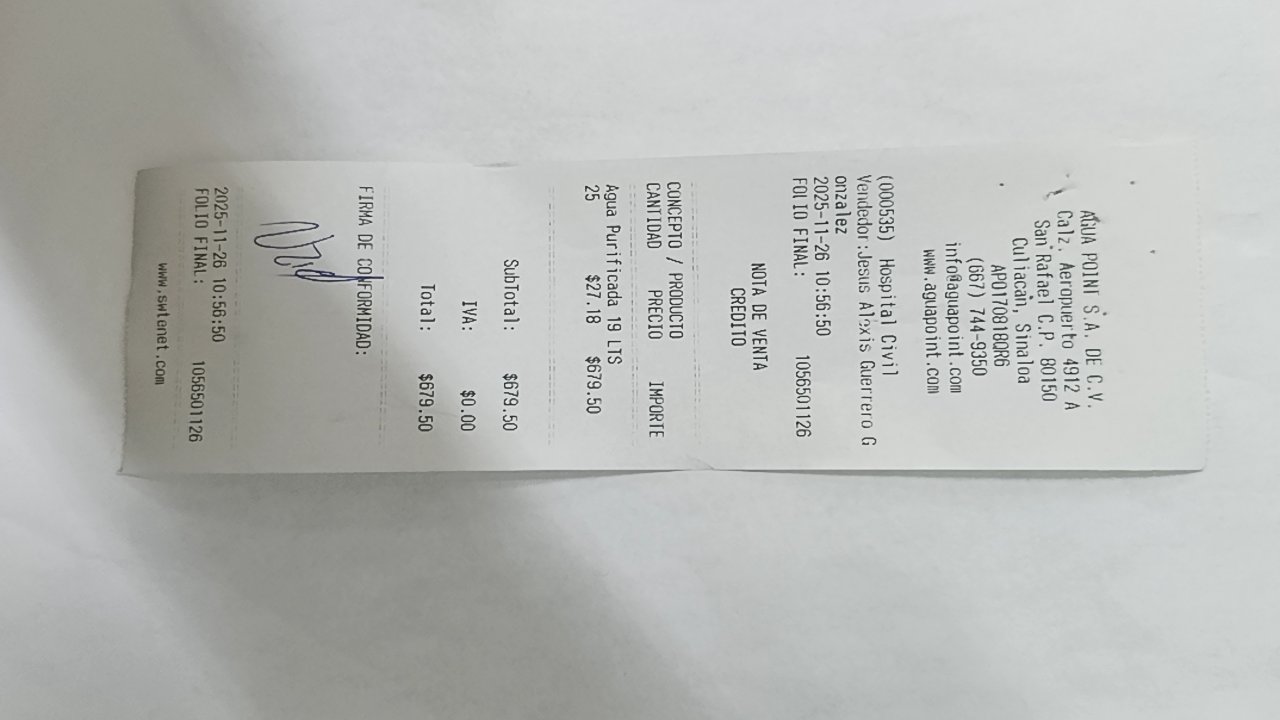 AGUA POINT S.A. DE C.V.
Calz. Aeropuerto 4912 A
San Rafael C.P. 80150
Culiacán, Sinaloa
APO170818QR6
(667) 744-9350
info@aguapoint.com
www.aguapoint.com
(000535) Hospital Civil
Vendedor:Jesus Alexis Guerrero G
onzalez
2025-11-26 10:56:50
FOLIO FINAL: 1056501126
NOTA DE VENTA
CREDITO
CONCEPTO / PRODUCTO
CANTIDAD PRECIO IMPORTE
Agua Purificada 19 LTS
25 $27.18 $679.50
SubTotal: $679.50
IVA: $0.00
Total: $679.50
FIRMA DE CONFORMIDAD:
2025-11-26 10:56:50
FOLIO FINAL: 1056501126
www.swtenet.com